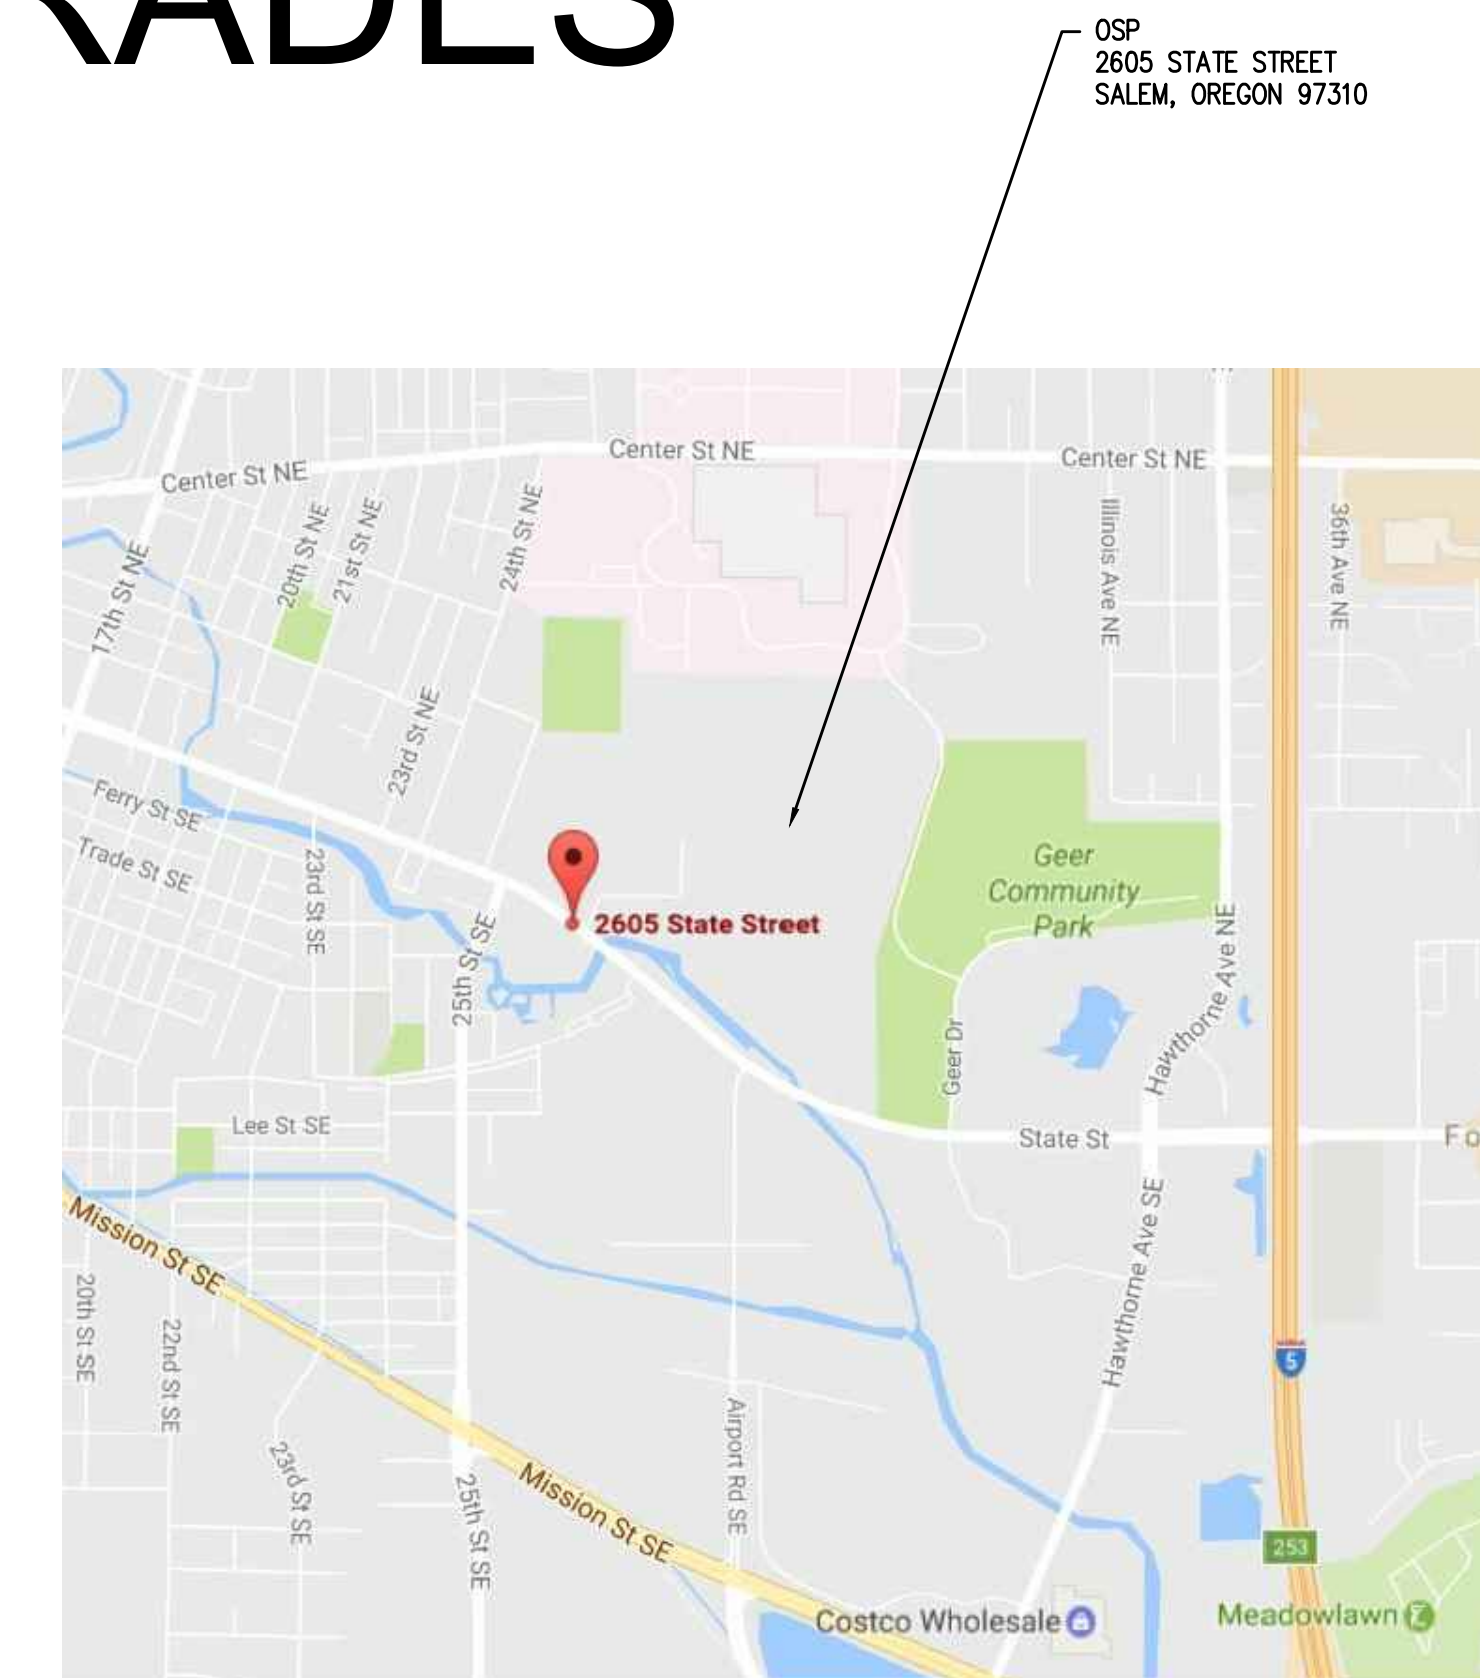 RADES
OSP
2605 STATE STREET
SALEM, OREGON 97310
Center St NE
Center St NE
Center St NE
17th St NE
20th St NE
21st St NE
24th St NE
Illinois Ave NE
36th Ave NE
23rd St NE
Ferry St SE
Trade St SE
23rd St SE
25th St SE
2605 State Street
Geer
Community
Park
Hawthorne Ave NE
Geer Dr
Lee St SE
State St
Fo
Mission St SE
20th St SE
22nd St SE
23rd St SE
25th St SE
Mission St SE
Airport Rd SE
Hawthorne Ave SE
5
253
Costco Wholesale
Meadowlawn